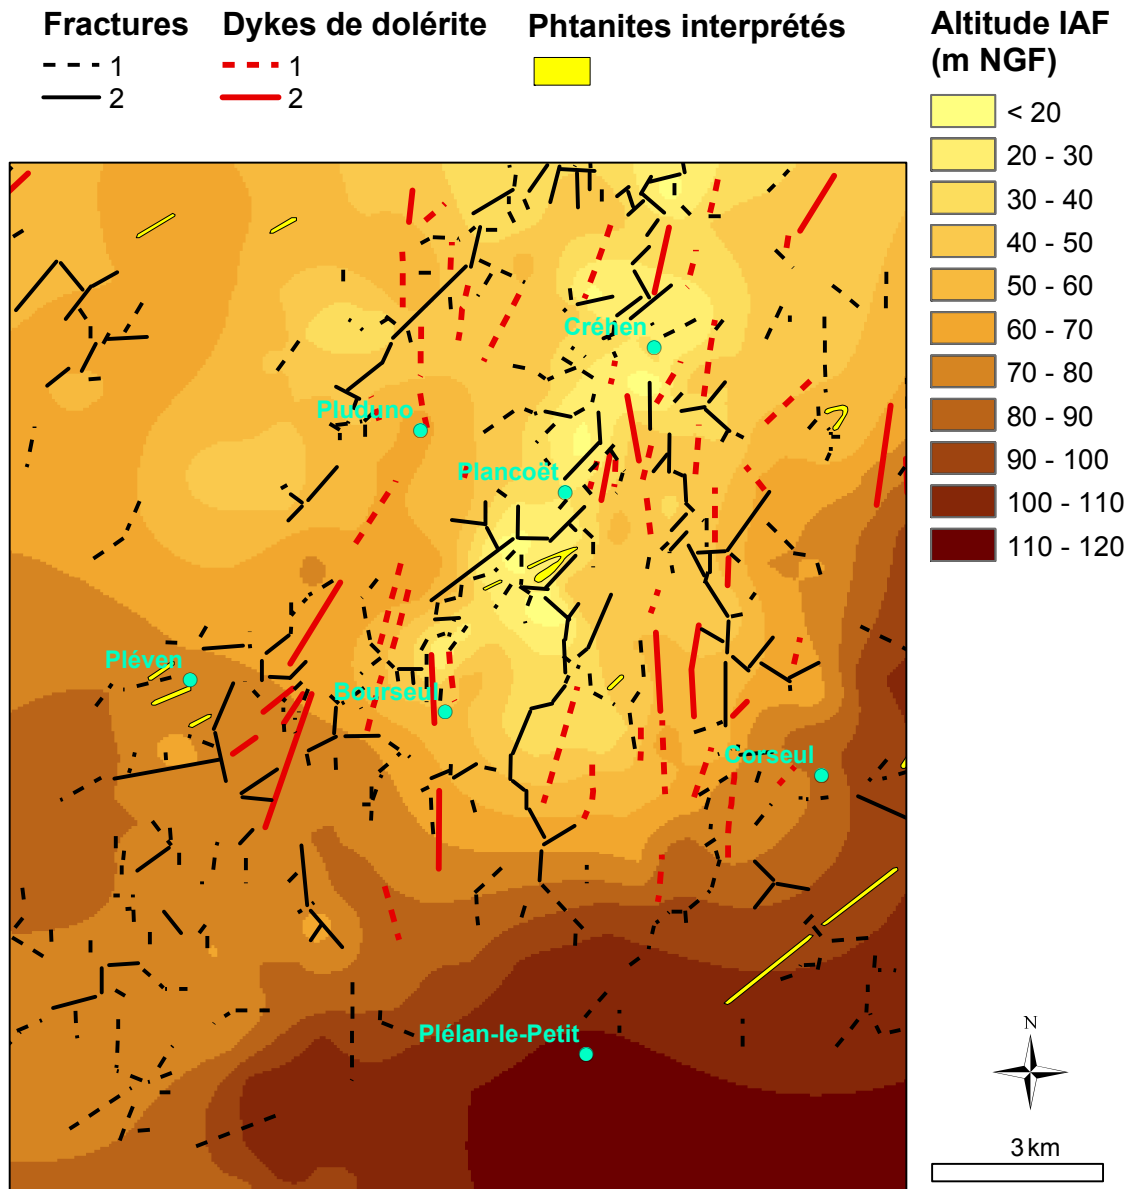 Fractures
1
2
Dykes de dolérite
1
2
Phtanites interprétés
Altitude IAF
(m NGF)
< 20
20 - 30
30 - 40
40 - 50
50 - 60
60 - 70
70 - 80
80 - 90
90 - 100
100 - 110
110 - 120
Créhen
Pluduno
Plancoët
Pléven
Bourseul
Corseul
Plélan-le-Petit
N
3 km